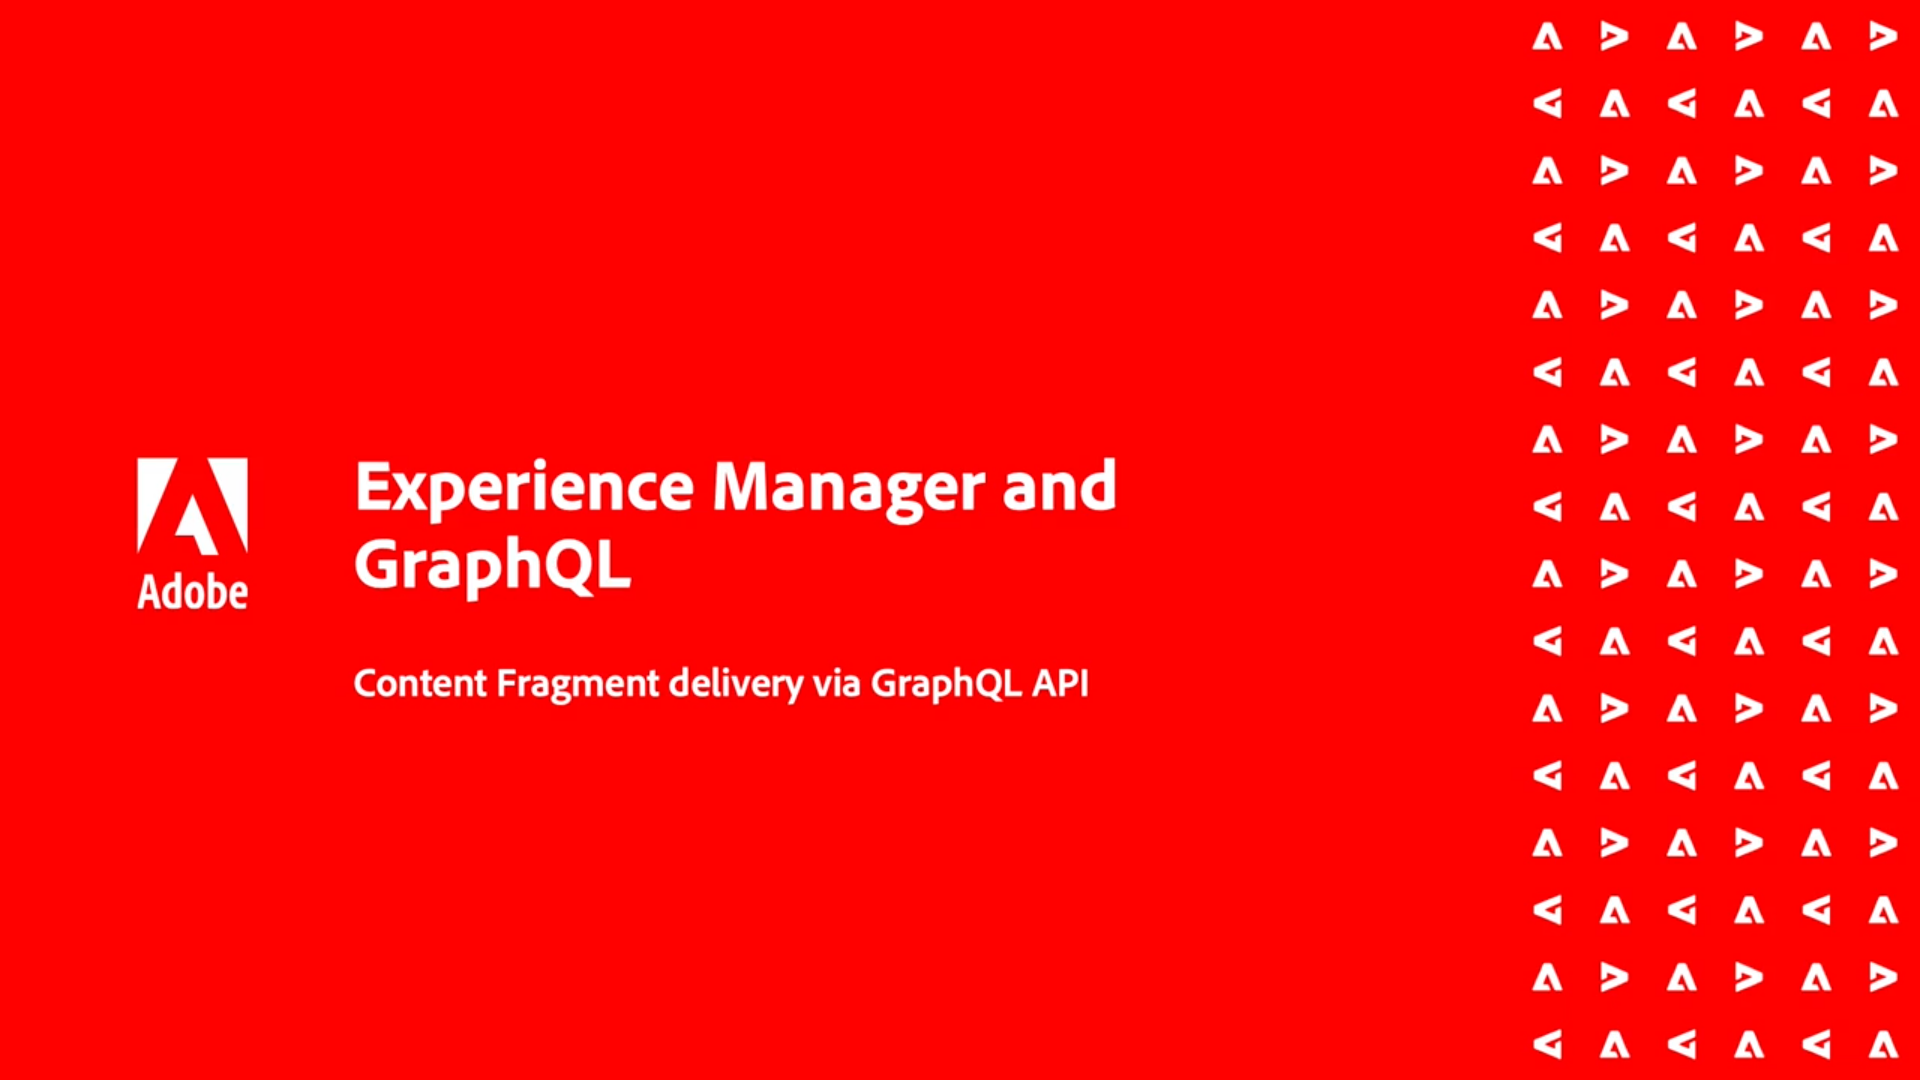 Adobe
Experience Manager and
GraphQL
Content Fragment delivery via GraphQL API